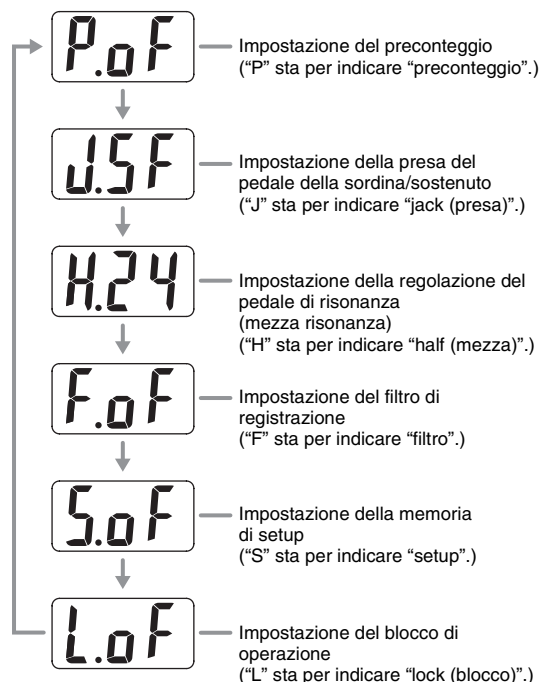 P.oF
Impostazione del preconteggio
(“P” sta per indicare “preconteggio”.)
J.SF
Impostazione della presa del
pedale della sordina/sostenuto
(“J” sta per indicare “jack (presa)”.)
H.24
Impostazione della regolazione del
pedale di risonanza
(mezza risonanza)
(“H” sta per indicare “half (mezza)”.)
F.oF
Impostazione del filtro di
registrazione
(“F” sta per indicare “filtro”.)
S.oF
Impostazione della memoria
di setup
(“S” sta per indicare “setup”.)
L.oF
Impostazione del blocco di
operazione
(“L” sta per indicare “lock (blocco)”.)